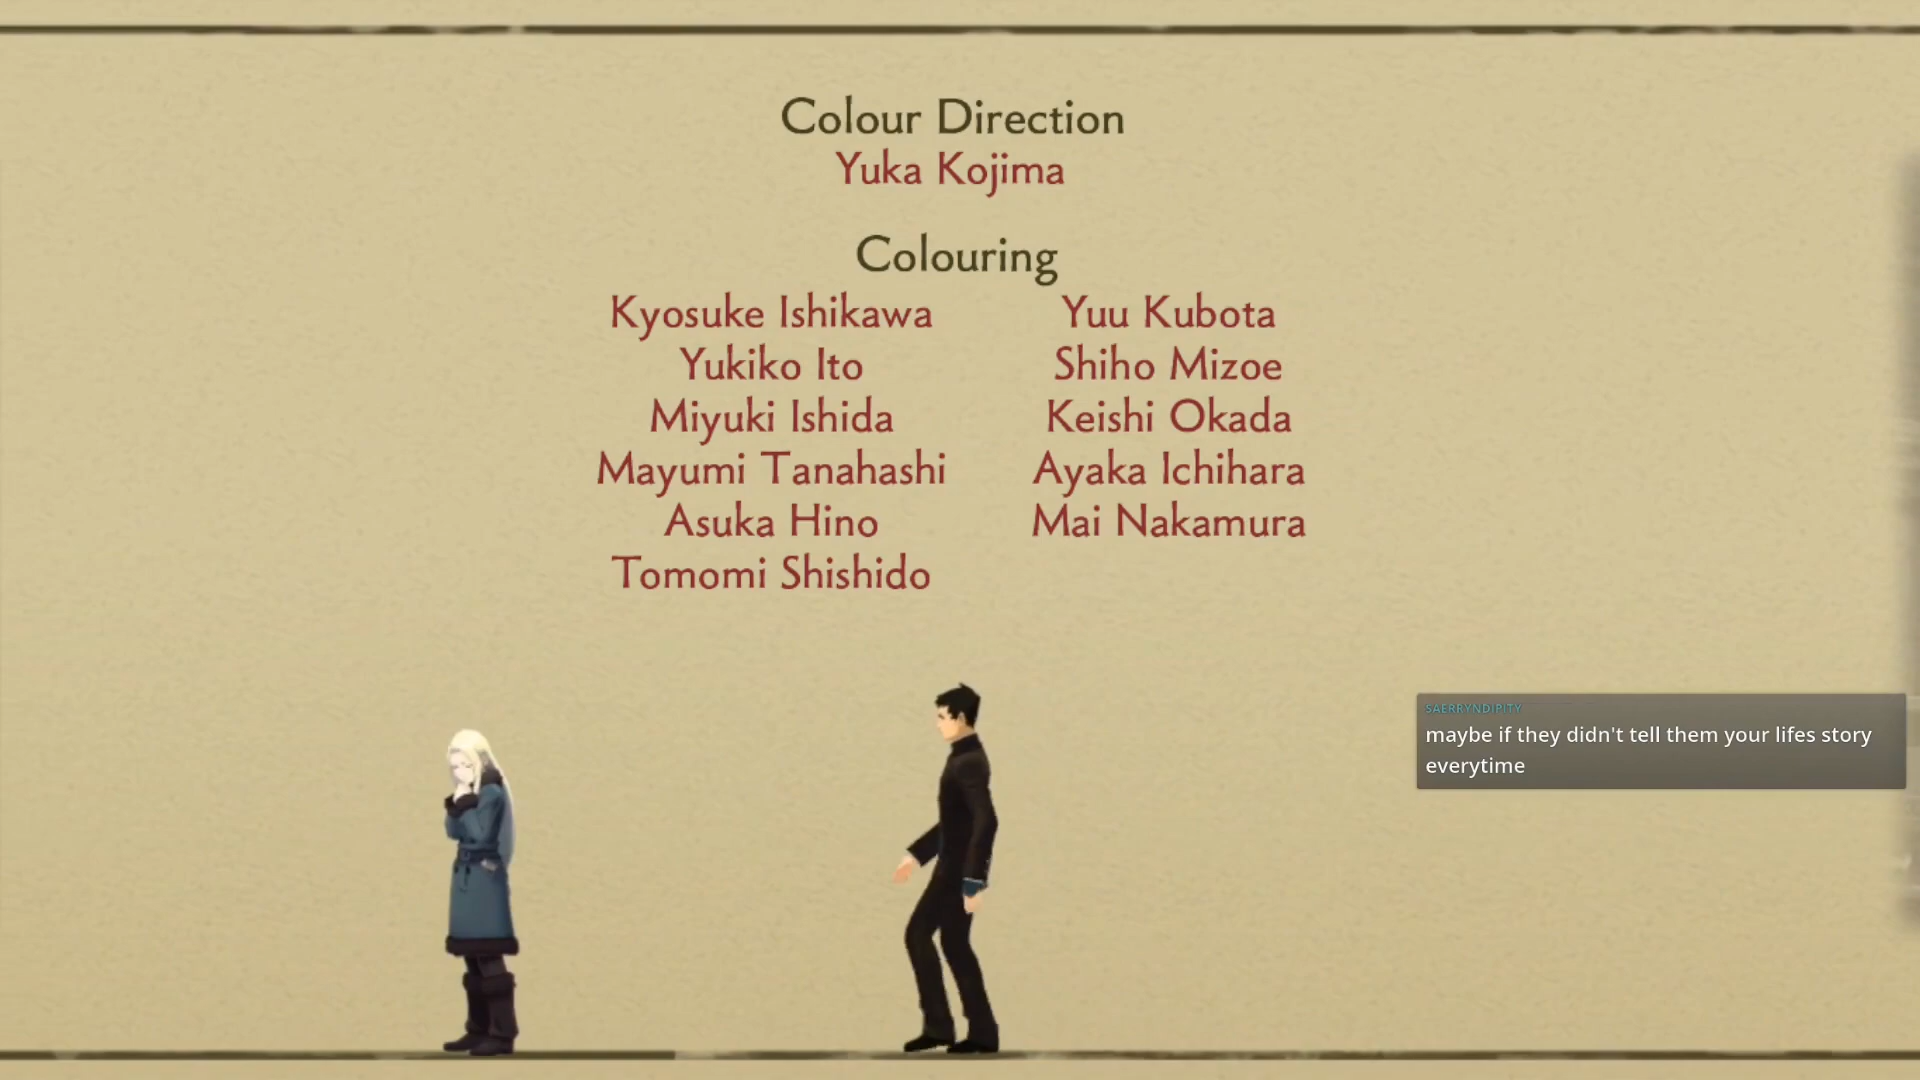 Colour Direction
Yuka Kojima
Colouring
Kyosuke Ishikawa
Yuu Kubota
Yukiko Ito
Shiho Mizoe
Miyuki Ishida
Keishi Okada
Mayumi Tanahashi
Ayaka Ichihara
Asuka Hino
Mai Nakamura
Tomomi Shishido
SAERRYNDIPITY
maybe if they didn't tell them your lifes story
everytime